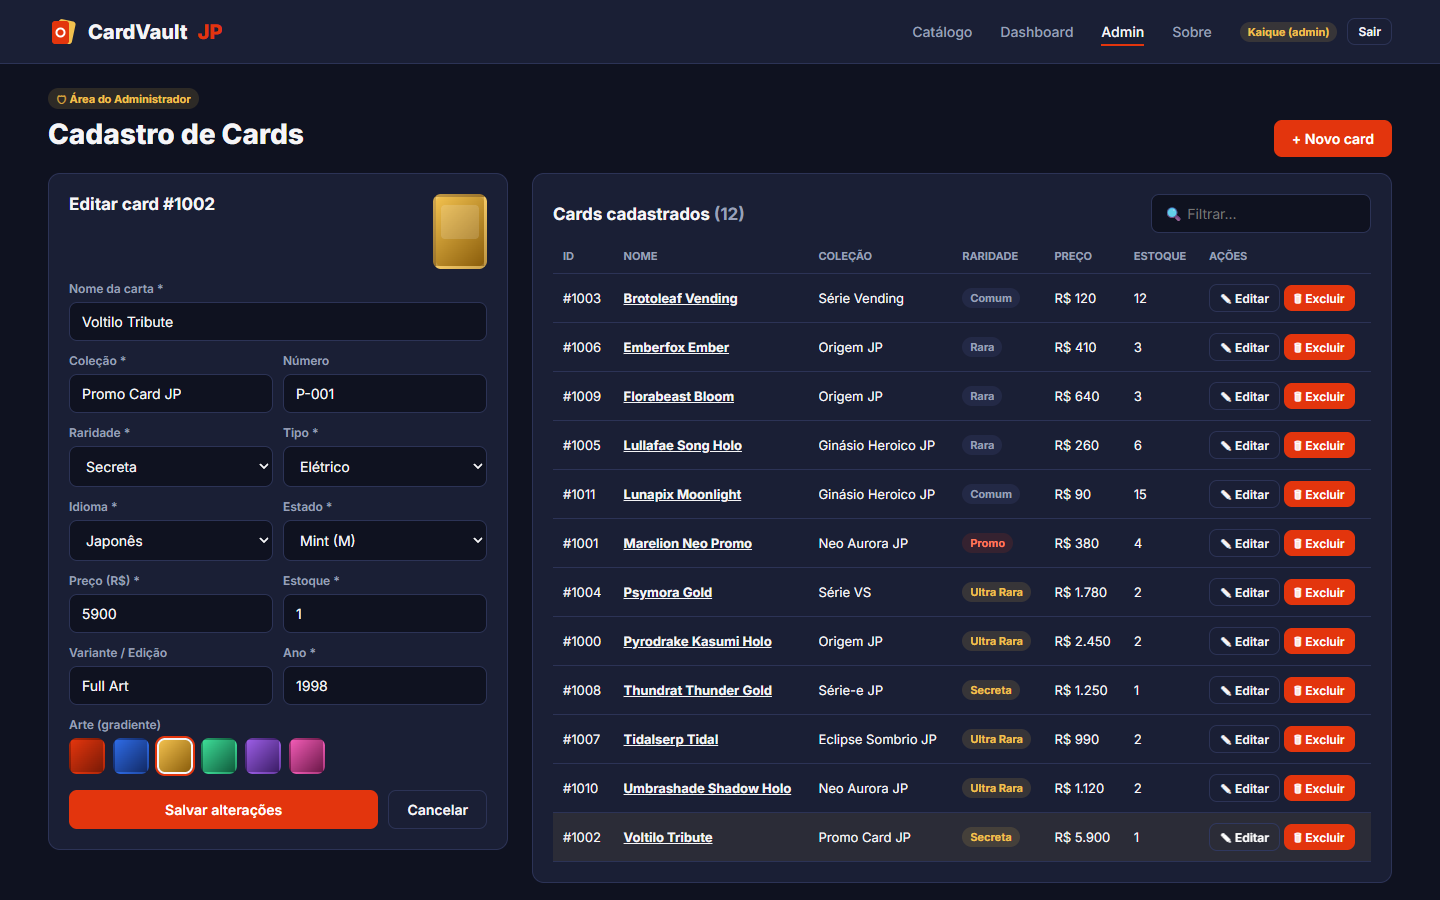 CardVault JP
Catálogo Dashboard Admin Sobre Kaique (admin) Sair
Área do Administrador
Cadastro de Cards
+ Novo card
Editar card #1002
Nome da carta *
Voltilo Tribute
Coleção * Número
Promo Card JP P-001
Raridade * Tipo *
Secreta Elétrico
Idioma * Estado *
Japonês Mint (M)
Preço (R$) * Estoque *
5900 1
Variante / Edição Ano *
Full Art 1998
Arte (gradiente)
Salvar alterações Cancelar
Cards cadastrados (12) Filtrar...
ID NOME COLEÇÃO RARIDADE PREÇO ESTOQUE AÇÕES
#1003 Brotoleaf Vending Série Vending Comum R$ 120 12 Editar Excluir
#1006 Emberfox Ember Origem JP Rara R$ 410 3 Editar Excluir
#1009 Florabeast Bloom Origem JP Rara R$ 640 3 Editar Excluir
#1005 Lullafae Song Holo Ginásio Heroico JP Rara R$ 260 6 Editar Excluir
#1011 Lunapix Moonlight Ginásio Heroico JP Comum R$ 90 15 Editar Excluir
#1001 Marelion Neo Promo Neo Aurora JP Promo R$ 380 4 Editar Excluir
#1004 Psymora Gold Série VS Ultra Rara R$ 1.780 2 Editar Excluir
#1000 Pyrodrake Kasumi Holo Origem JP Ultra Rara R$ 2.450 2 Editar Excluir
#1008 Thundrat Thunder Gold Série-e JP Secreta R$ 1.250 1 Editar Excluir
#1007 Tidalserp Tidal Eclipse Sombrio JP Ultra Rara R$ 990 2 Editar Excluir
#1010 Umbrashade Shadow Holo Neo Aurora JP Ultra Rara R$ 1.120 2 Editar Excluir
#1002 Voltilo Tribute Promo Card JP Secreta R$ 5.900 1 Editar Excluir